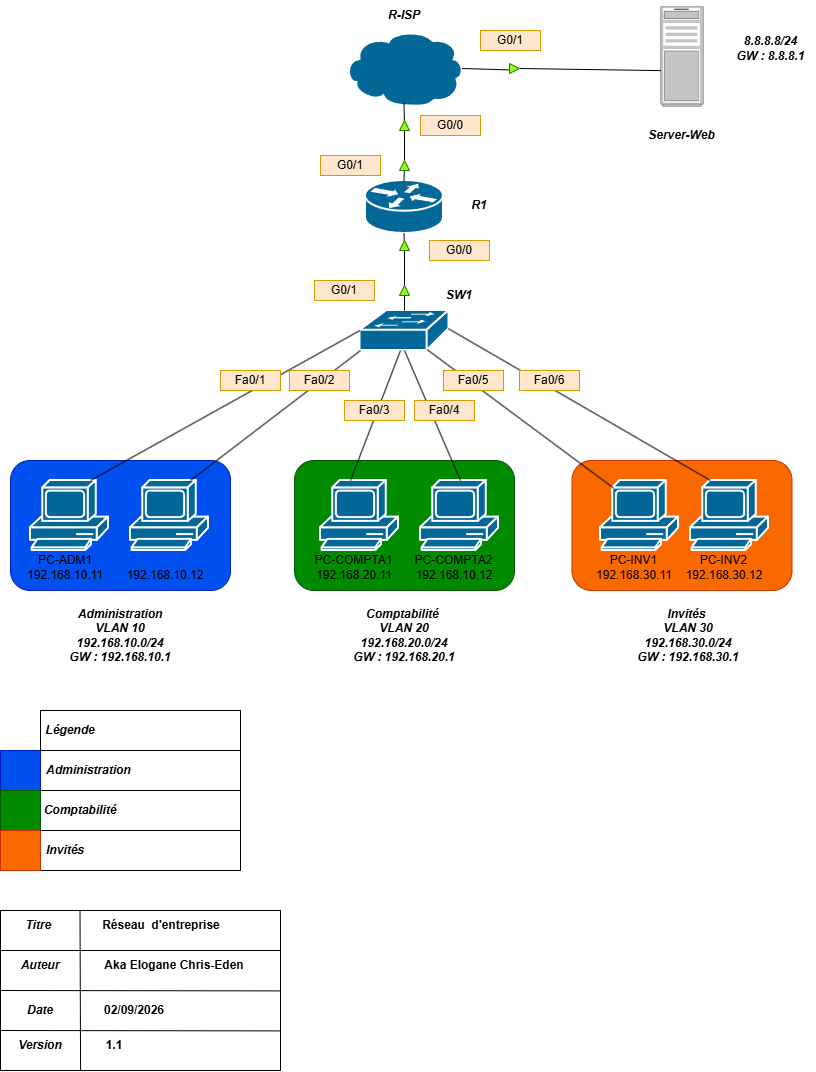 R-ISP
G0/1
8.8.8.8/24
GW : 8.8.8.1
Server-Web
G0/0
G0/1
R1
G0/0
G0/1
SW1
Fa0/1
Fa0/2
Fa0/5
Fa0/6
Fa0/3
Fa0/4
PC-ADM1
192.168.10.11
192.168.10.12
PC-COMPTA1
192.168.20.11
PC-COMPTA2
192.168.10.12
PC-INV1
192.168.30.11
PC-INV2
192.168.30.12
Administration
VLAN 10
192.168.10.0/24
GW : 192.168.10.1
Comptabilité
VLAN 20
192.168.20.0/24
GW : 192.168.20.1
Invités
VLAN 30
192.168.30.0/24
GW : 192.168.30.1
Légende
Administration
Comptabilité
Invités
Titre Réseau d'entreprise
Auteur Aka Elogane Chris-Eden
Date 02/09/2026
Version 1.1